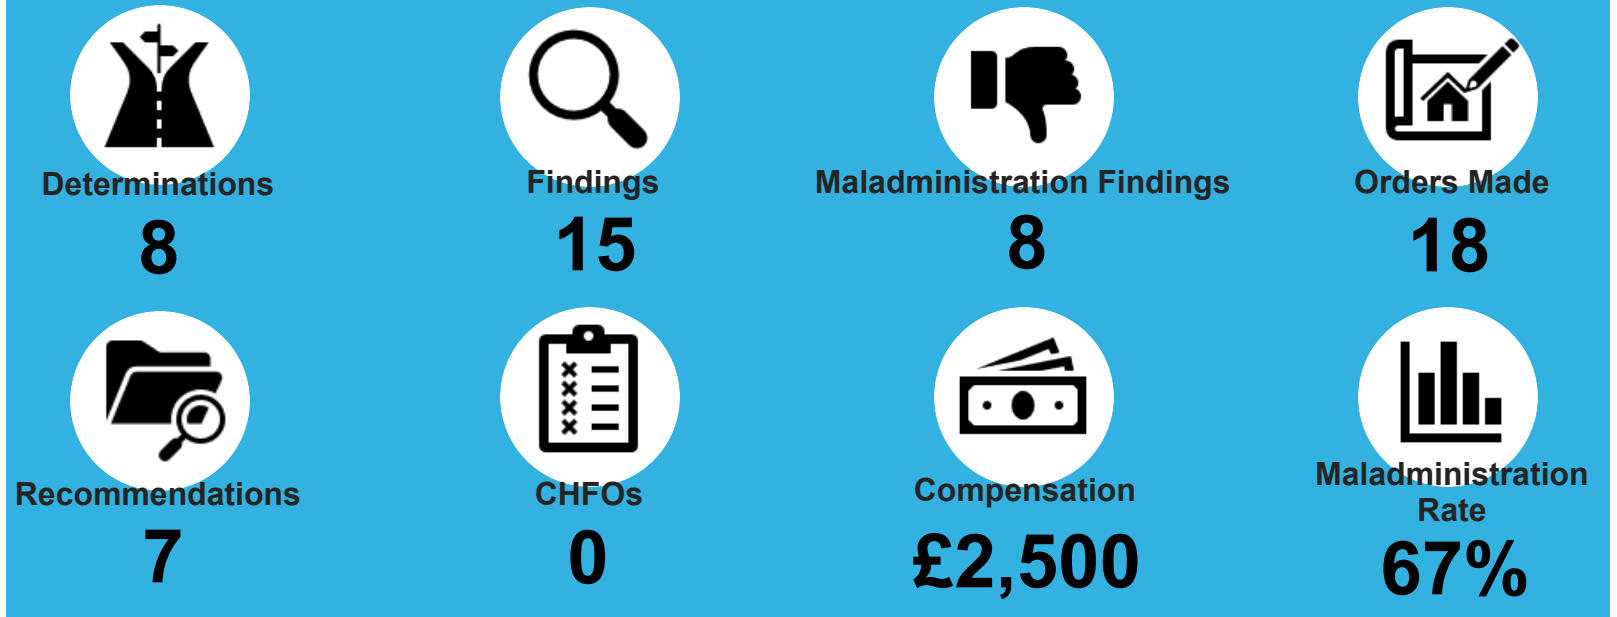 Determinations
8
Findings
15
Maladministration Findings
8
Orders Made
18
Recommendations
7
CHFOs
0
Compensation
£2,500
Maladministration
Rate
67%